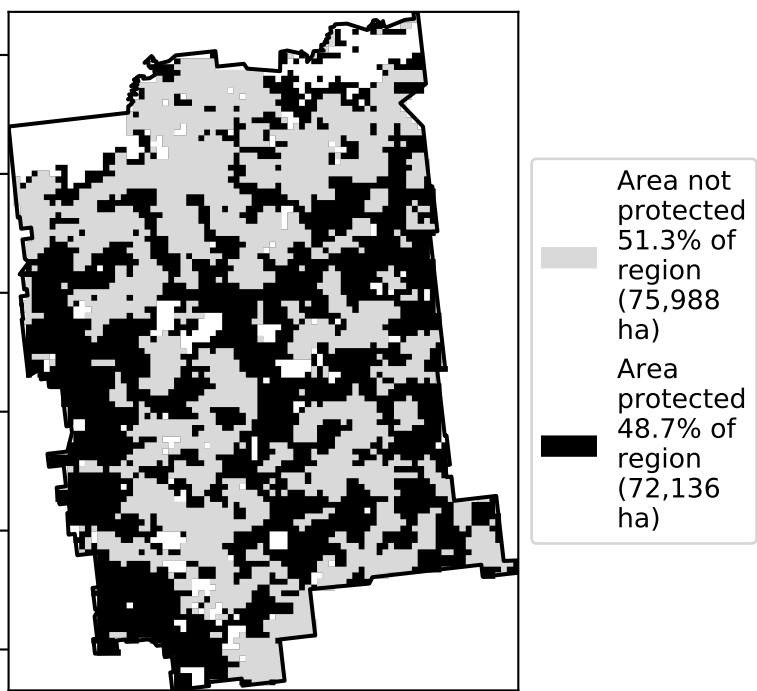 Area not
protected
51.3% of
region
(75,988
ha)
Area
protected
48.7% of
region
(72,136
ha)